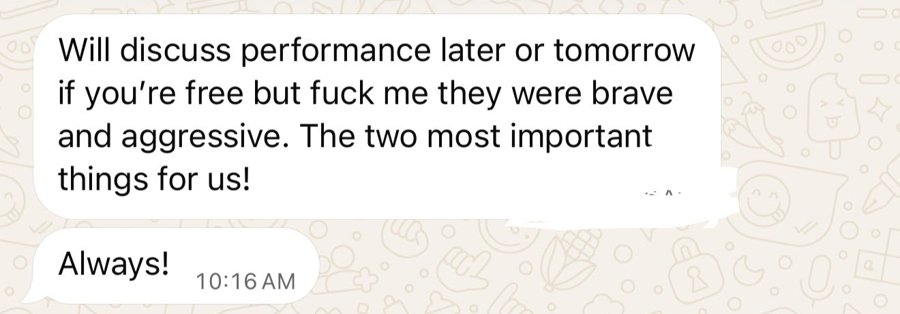 Will discuss performance later or tomorrow
if you’re free but fuck me they were brave
and aggressive. The two most important
things for us!
Always!
10:16 AM